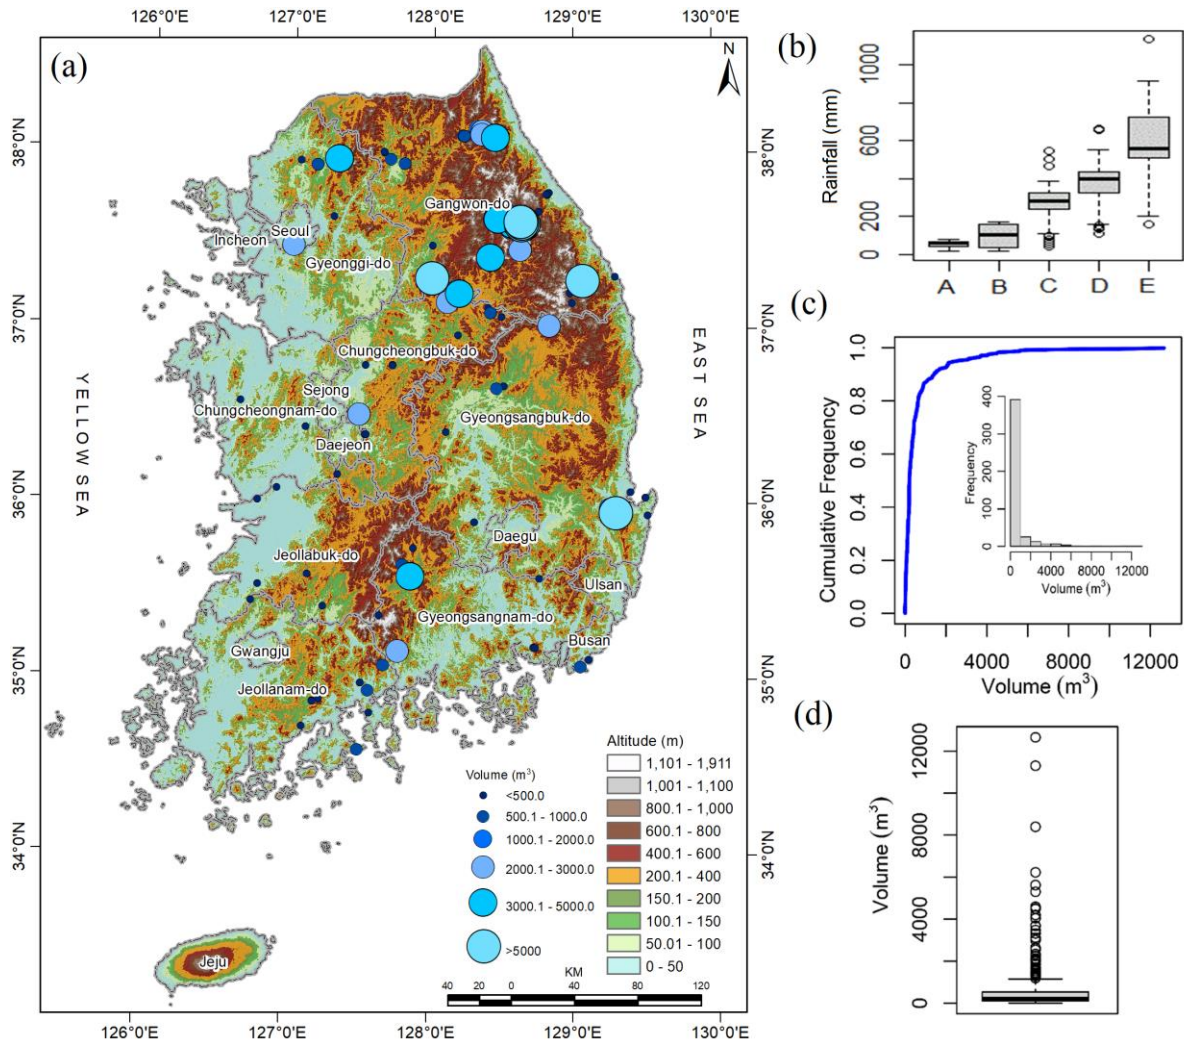 126°0'E 127°0'E 128°0'E 129°0'E 130°0'E
(a)
N
38°0'N
38°0'N
Gangwon-do
Seoul
Incheon
Gyeonggi-do
37°0'N
37°0'N
Chungcheongbuk-do
Sejong
Chungcheongnam-do
Gyeongsangbuk-do
Daejeon
YELLOW SEA
EAST SEA
36°0'N
36°0'N
Daegu
Jeollabuk-do
Ulsan
Gyeongsangnam-do
Busan
Gwangju
35°0'N
35°0'N
Jeollanam-do
34°0'N
34°0'N
Jeju
Volume (m³)
<500.0
500.1 - 1000.0
1000.1 - 2000.0
2000.1 - 3000.0
3000.1 - 5000.0
>5000
Altitude (m)
1,101 - 1,911
1,001 - 1,100
800.1 - 1,000
600.1 - 800
400.1 - 600
200.1 - 400
150.1 - 200
100.1 - 150
50.01 - 100
0 - 50
KM
40 20 0 40 80 120
126°0'E 127°0'E 128°0'E 129°0'E 130°0'E
(b)
Rainfall (mm)
1000
600
200
0
A B C D E
(c)
Cumulative Frequency
1.0
0.8
0.6
0.4
0.2
0.0
Frequency
400
300
200
100
0
0 4000 12000
Volume (m³)
0 4000 8000 12000
Volume (m³)
(d)
Volume (m³)
12000
8000
4000
0